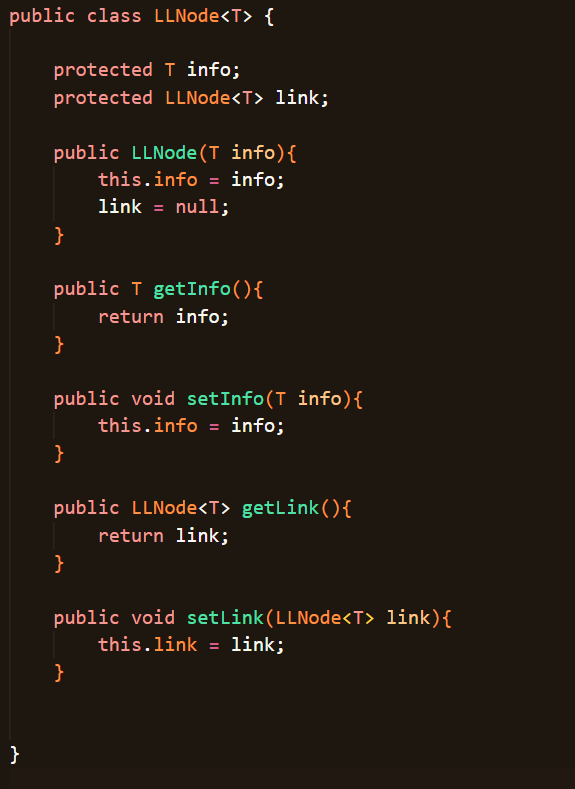 public class LLNode<T> {
protected T info;
protected LLNode<T> link;
public LLNode(T info){
this.info = info;
link = null;
}
public T getInfo(){
return info;
}
public void setInfo(T info){
this.info = info;
}
public LLNode<T> getLink(){
return link;
}
public void setLink(LLNode<T> link){
this.link = link;
}
}